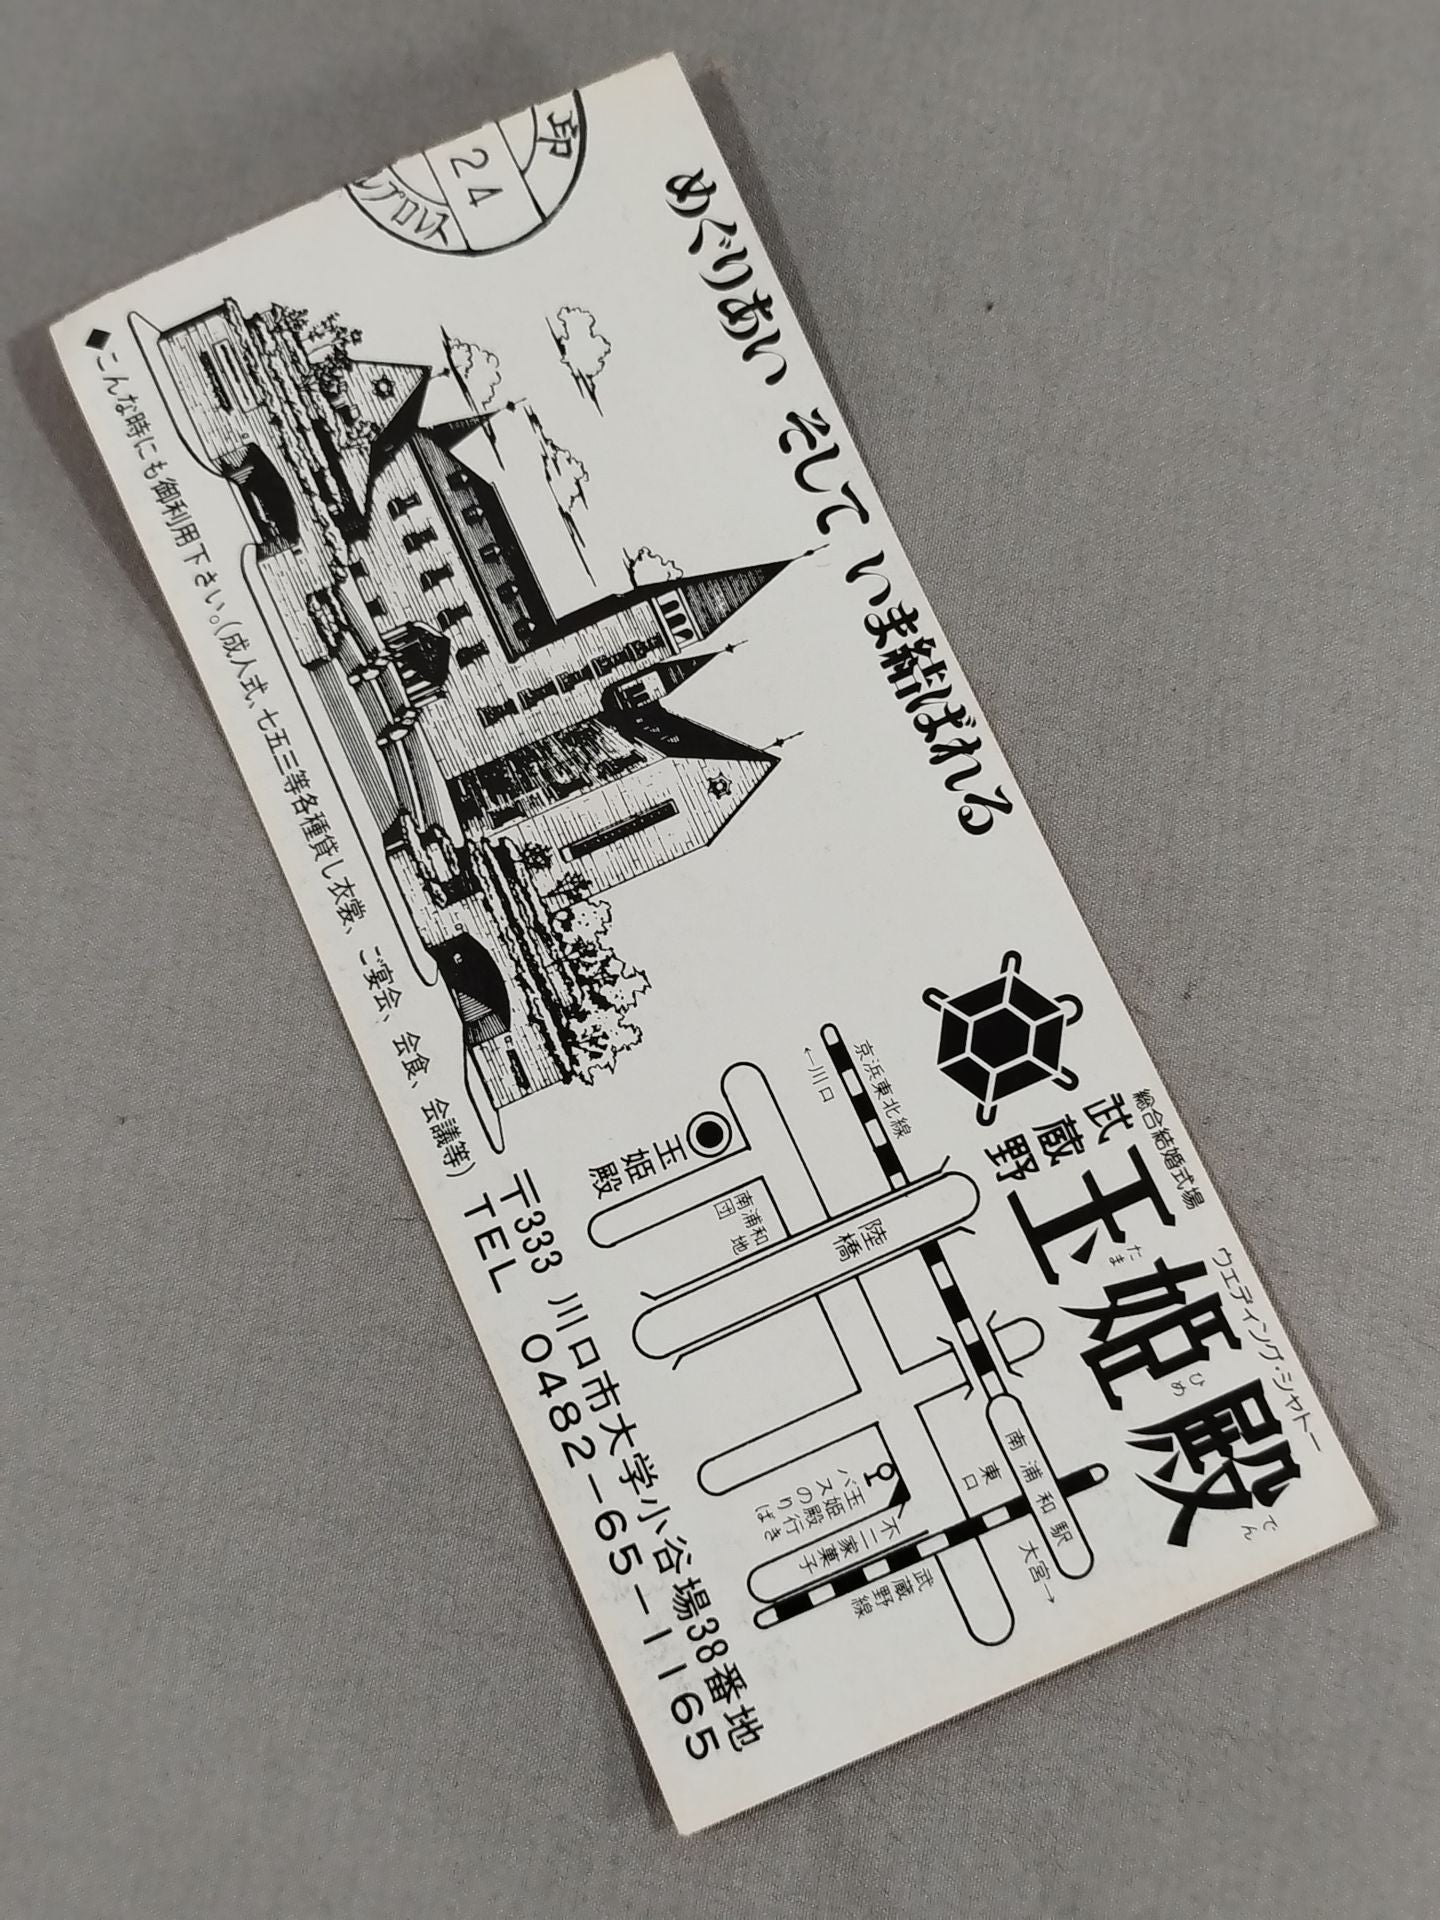 印
24
レプロレス
めぐりあい そして いま結ばれる
総合結婚式場 ウエディング・シャトー
武蔵野 玉姫殿
たま ひめ でん
京浜東北線
←川口
陸橋
玉姫殿
南浦和団地
南浦和駅
東口
大宮→
玉姫殿行き
バスのりば
不二家菓子
武蔵野線
〒333 川口市大字小谷場38番地
TEL 0482-65-1165
◆こんな時にも御利用下さい。(成人式、七五三等各種貸し衣裳、ご宴会、会食、会議等)